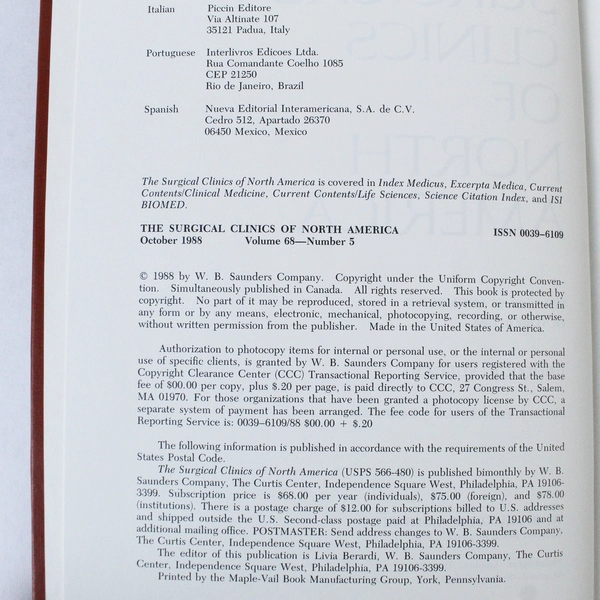 Italian Piccin Editore
Via Altinate 107
35121 Padua, Italy
Portuguese Interlivros Edicoes Ltda.
Rua Comandante Coelho 1085
CEP 21250
Rio de Janeiro, Brazil
Spanish Nueva Editorial Interamericana, S.A. de C.V.
Cedro 512, Apartado 26370
06450 Mexico, Mexico
The Surgical Clinics of North America is covered in Index Medicus, Excerpta Medica, Current
Contents/Clinical Medicine, Current Contents/Life Sciences, Science Citation Index, and ISI
BIOMED.
THE SURGICAL CLINICS OF NORTH AMERICA ISSN 0039–6109
October 1988 Volume 68—Number 5
© 1988 by W. B. Saunders Company. Copyright under the Uniform Copyright Conven-
tion. Simultaneously published in Canada. All rights reserved. This book is protected by
copyright. No part of it may be reproduced, stored in a retrieval system, or transmitted in
any form or by any means, electronic, mechanical, photocopying, recording, or otherwise,
without written permission from the publisher. Made in the United States of America.
Authorization to photocopy items for internal or personal use, or the internal or personal
use of specific clients, is granted by W. B. Saunders Company for users registered with the
Copyright Clearance Center (CCC) Transactional Reporting Service, provided that the base
fee of $00.00 per copy, plus $.20 per page, is paid directly to CCC, 27 Congress St., Salem,
MA 01970. For those organizations that have been granted a photocopy license by CCC, a
separate system of payment has been arranged. The fee code for users of the Transactional
Reporting Service is: 0039–6109/88 $00.00 + $.20
The following information is published in accordance with the requirements of the United
States Postal Code.
The Surgical Clinics of North America (USPS 566-480) is published bimonthly by W. B.
Saunders Company, The Curtis Center, Independence Square West, Philadelphia, PA 19106-
3399. Subscription price is $68.00 per year (individuals), $75.00 (foreign), and $78.00
(institutions). There is a postage charge of $12.00 for subscriptions billed to U.S. addresses
and shipped outside the U.S. Second-class postage paid at Philadelphia, PA 19106 and at
additional mailing office. POSTMASTER: Send address changes to W. B. Saunders Company,
The Curtis Center, Independence Square West, Philadelphia, PA 19106-3399.
The editor of this publication is Livia Berardi, W. B. Saunders Company, The Curtis
Center, Independence Square West, Philadelphia, PA 19106-3399.
Printed by the Maple-Vail Book Manufacturing Group, York, Pennsylvania.